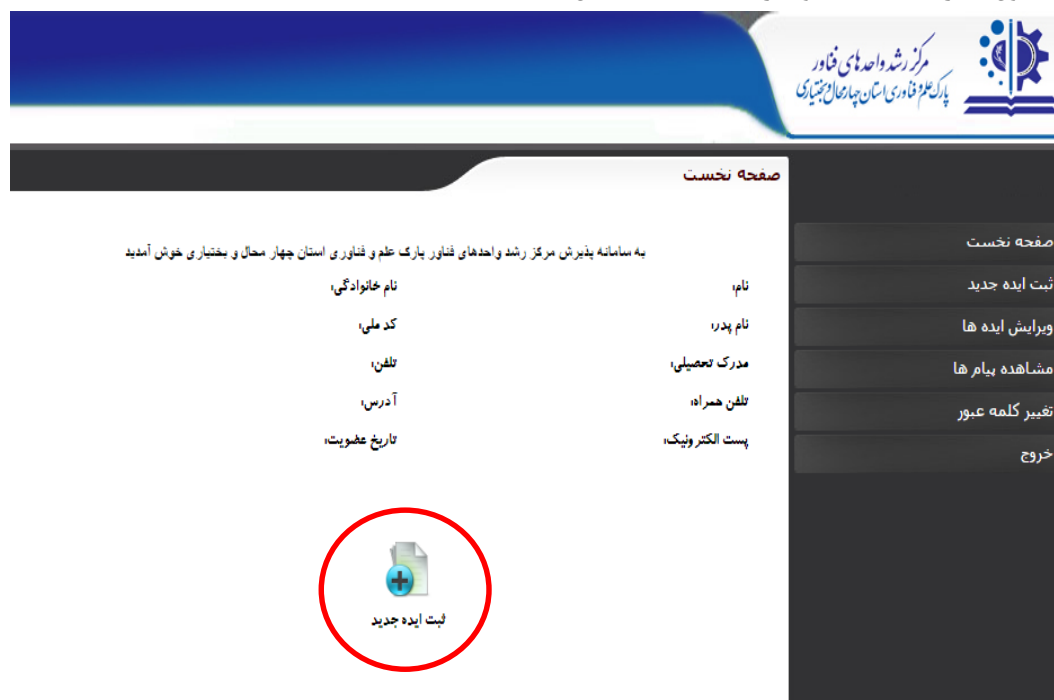 مرکز رشد واحدهای فناور
پارک علم و فناوری استان چهارمحال و بختیاری
صفحه نخست
صفحه نخست
ثبت ایده جدید
ویرایش ایده ها
مشاهده پیام ها
تغییر کلمه عبور
خروج
به سامانه پذیرش مرکز رشد واحدهای فناور پارک علم و فناوری استان چهار محال و بختیاری خوش آمدید
نام: نام خانوادگی:
نام پدر: کد ملی:
مدرک تحصیلی: تلفن:
تلفن همراه: آدرس:
پست الکترونیک: تاریخ عضویت:
ثبت ایده جدید